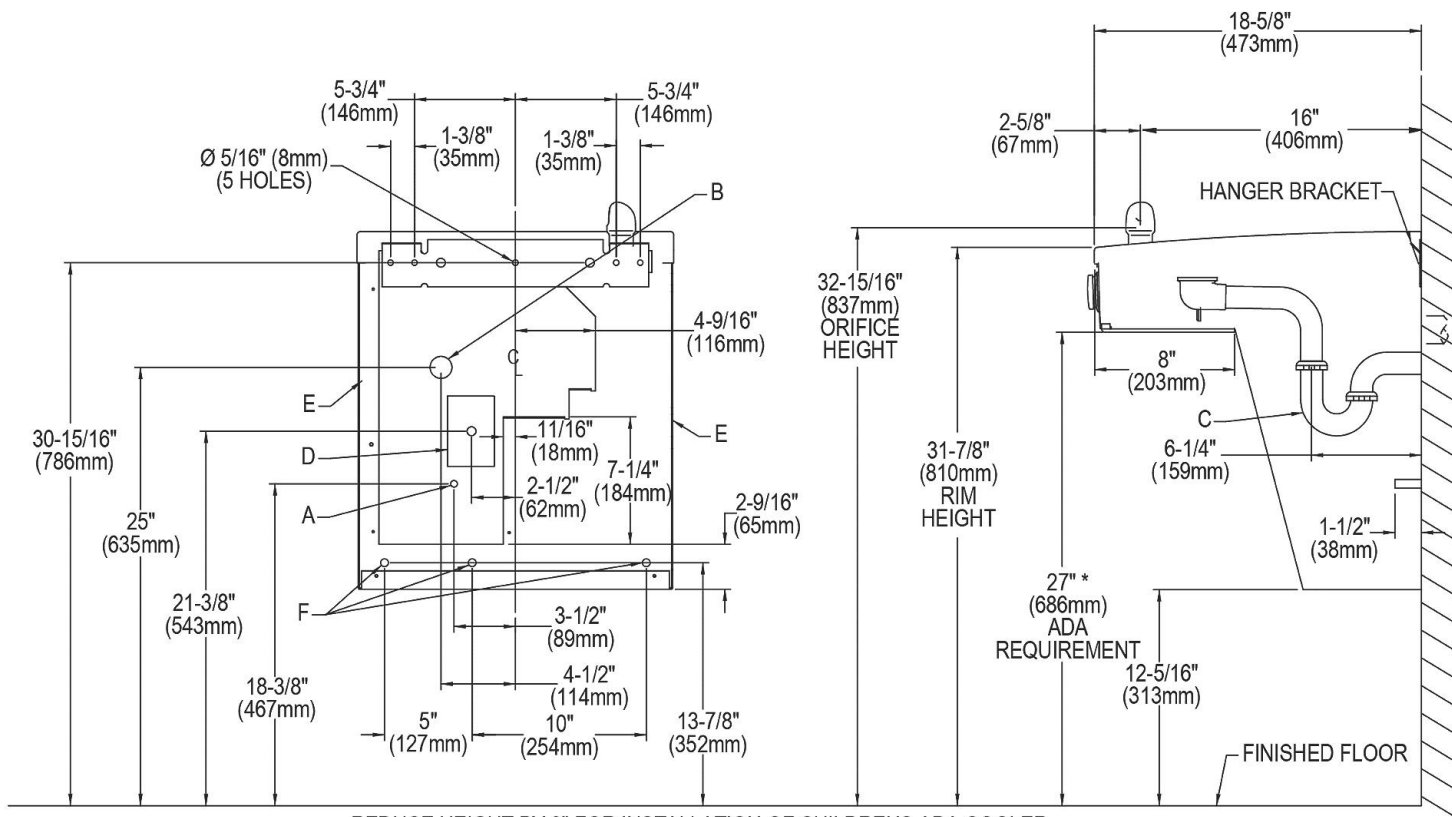 18-5/8"
(473mm)
5-3/4"
(146mm)
5-3/4"
(146mm)
1-3/8"
(35mm)
1-3/8"
(35mm)
2-5/8"
(67mm)
16"
(406mm)
Ø 5/16" (8mm)
(5 HOLES)
B
HANGER BRACKET
32-15/16"
(837mm)
ORIFICE
HEIGHT
4-9/16"
(116mm)
C
L
8"
(203mm)
E
E
C
30-15/16"
(786mm)
11/16"
(18mm)
D
31-7/8"
(810mm)
RIM
HEIGHT
6-1/4"
(159mm)
7-1/4"
(184mm)
2-1/2"
(62mm)
2-9/16"
(65mm)
A
25"
(635mm)
1-1/2"
(38mm)
27" *
(686mm)
ADA
REQUIREMENT
21-3/8"
(543mm)
F
3-1/2"
(89mm)
4-1/2"
(114mm)
12-5/16"
(313mm)
18-3/8"
(467mm)
5"
(127mm)
10"
(254mm)
13-7/8"
(352mm)
FINISHED FLOOR